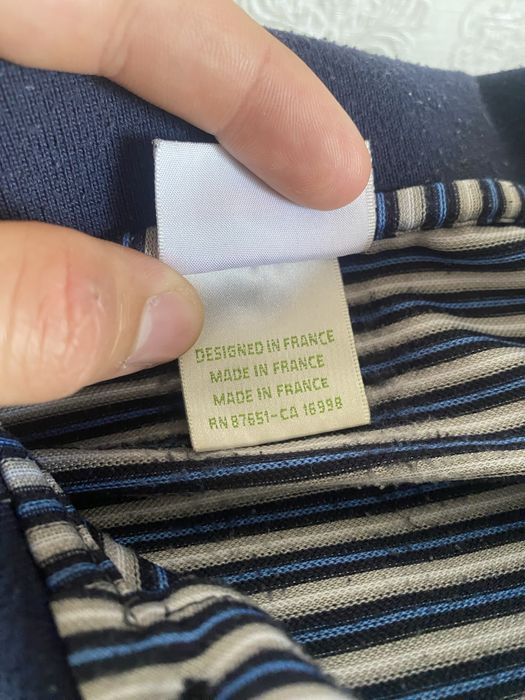 DESIGNED IN FRANCE
MADE IN FRANCE
MADE IN FRANCE
RN 87651-CA 16998